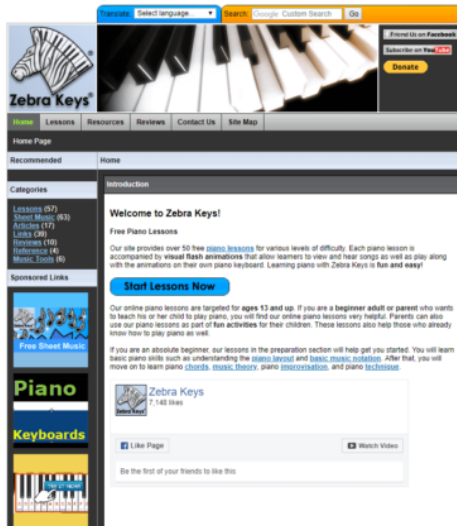 Translate: Select language... Search: Google Custom Search Go
Friend Us on Facebook
Subscribe on YouTube
Donate
Zebra Keys®
Home Lessons Resources Reviews Contact Us Site Map
Home Page
Recommended
Home
Categories
Lessons (57)
Sheet Music (63)
Articles (17)
Links (39)
Reviews (10)
Reference (4)
Music Tools (6)
Sponsored Links
Free Sheet Music
Piano
Keyboards
Introduction
Welcome to Zebra Keys!
Free Piano Lessons
Our site provides over 50 free piano lessons for various levels of difficulty. Each piano lesson is
accompanied by visual flash animations that allow learners to view and hear songs as well as play along
with the animations on their own piano keyboard. Learning piano with Zebra Keys is fun and easy!
Start Lessons Now
Our online piano lessons are targeted for ages 13 and up. If you are a beginner adult or parent who wants
to teach his or her child to play piano, you will find our online piano lessons very helpful. Parents can also
use our piano lessons as part of fun activities for their children. These lessons also help those who already
know how to play piano as well.
If you are an absolute beginner, our lessons in the preparation section will help get you started. You will learn
basic piano skills such as understanding the piano layout and basic music notation. After that, you will
move on to learn piano chords, music theory, piano improvisation, and piano technique.
Zebra Keys
7,148 likes
Like Page Watch Video
Be the first of your friends to like this